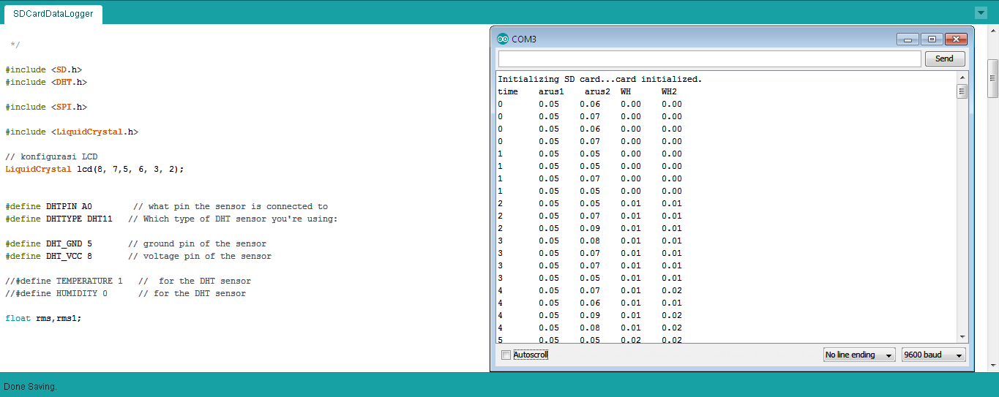 SDCardDataLogger
*/
#include <SD.h>
#include <DHT.h>
#include <SPI.h>
#include <LiquidCrystal.h>
// konfigurasi LCD
LiquidCrystal lcd(8, 7,5, 6, 3, 2);
#define DHTPIN A0 // what pin the sensor is connected to
#define DHTTYPE DHT11 // Which type of DHT sensor you're using:
#define DHT_GND 5 // ground pin of the sensor
#define DHT_VCC 8 // voltage pin of the sensor
//#define TEMPERATURE 1 // for the DHT sensor
//#define HUMIDITY 0 // for the DHT sensor
float rms,rms1;
COM3
Send
Initializing SD card...card initialized.
time arus1 arus2 WH WH2
0 0.05 0.06 0.00 0.00
0 0.05 0.07 0.00 0.00
0 0.05 0.06 0.00 0.00
0 0.05 0.07 0.00 0.00
1 0.05 0.05 0.00 0.00
1 0.05 0.05 0.00 0.00
1 0.05 0.07 0.00 0.00
1 0.05 0.05 0.00 0.00
2 0.05 0.05 0.01 0.01
2 0.05 0.07 0.01 0.01
2 0.05 0.09 0.01 0.01
3 0.05 0.08 0.01 0.01
3 0.05 0.07 0.01 0.01
3 0.05 0.07 0.01 0.01
3 0.05 0.05 0.01 0.01
4 0.05 0.07 0.01 0.02
4 0.05 0.06 0.01 0.01
4 0.05 0.09 0.01 0.02
4 0.05 0.08 0.01 0.02
5 0.05 0.05 0.02 0.02
Autoscroll
No line ending
9600 baud
Done Saving.